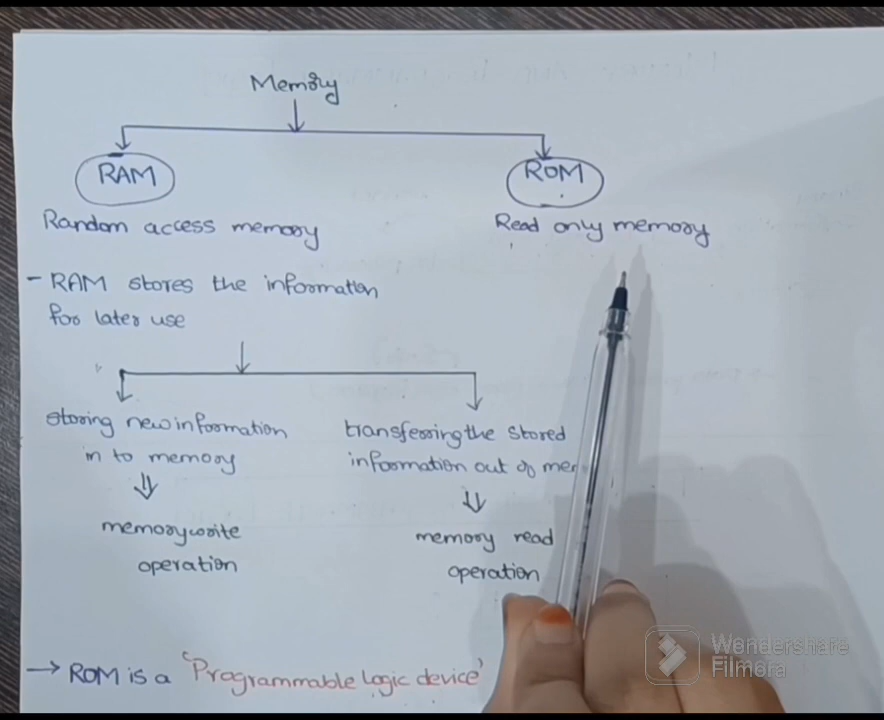 Memory
RAM
ROM
Random access memory
Read only memory
- RAM stores the information
for later use
storing new information
in to memory
transferring the stored
information out of mem
memory write
operation
memory read
operation
→ ROM is a 'Programmable logic device'
Wondershare
Filmora